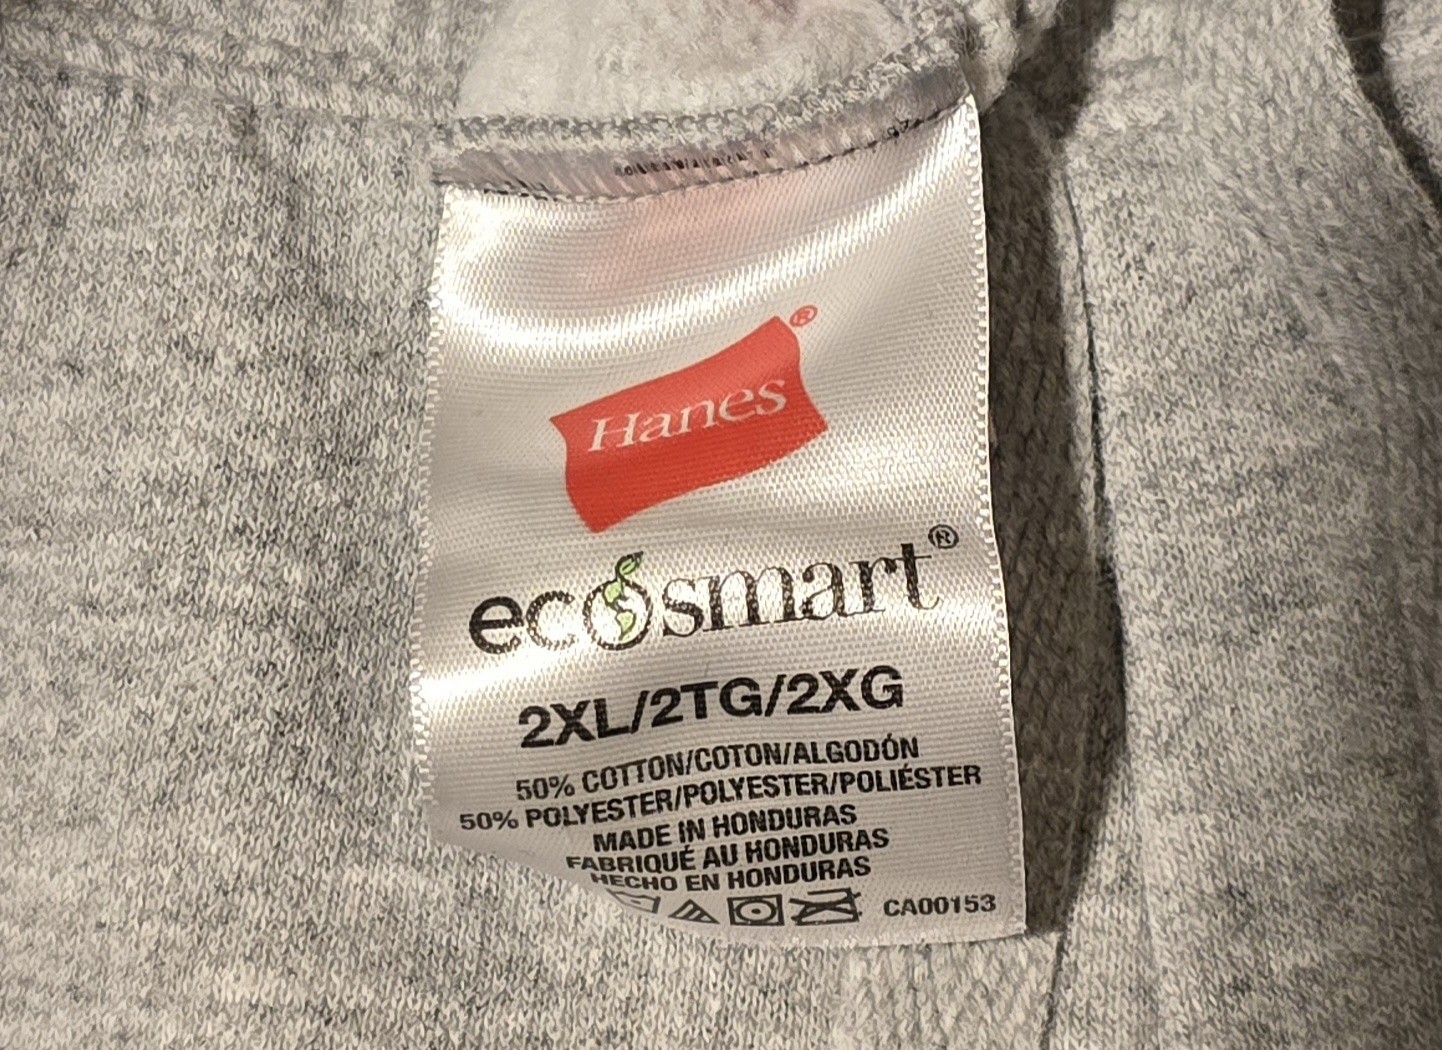 Hanes®
ecosmart®
2XL/2TG/2XG
50% COTTON/COTON/ALGODÓN
50% POLYESTER/POLYESTER/POLIÉSTER
MADE IN HONDURAS
FABRIQUÉ AU HONDURAS
HECHO EN HONDURAS
CA00153